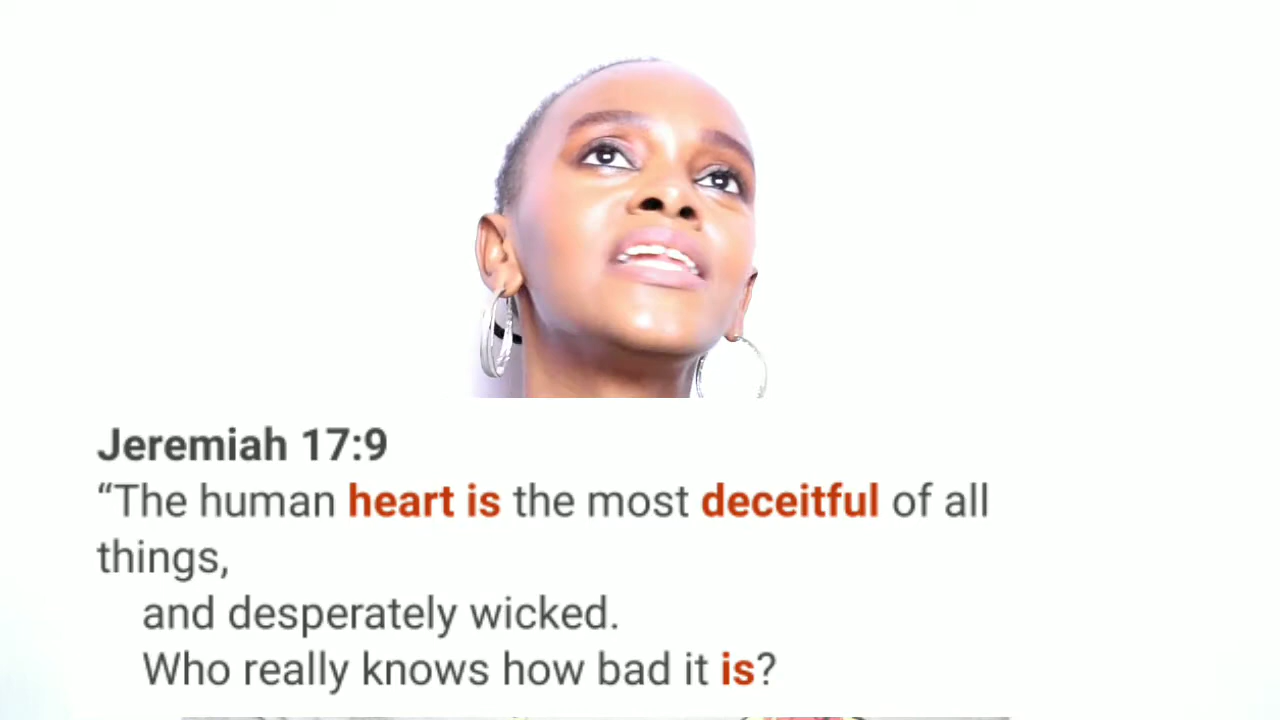 Jeremiah 17:9
“The human heart is the most deceitful of all
things,
and desperately wicked.
Who really knows how bad it is?